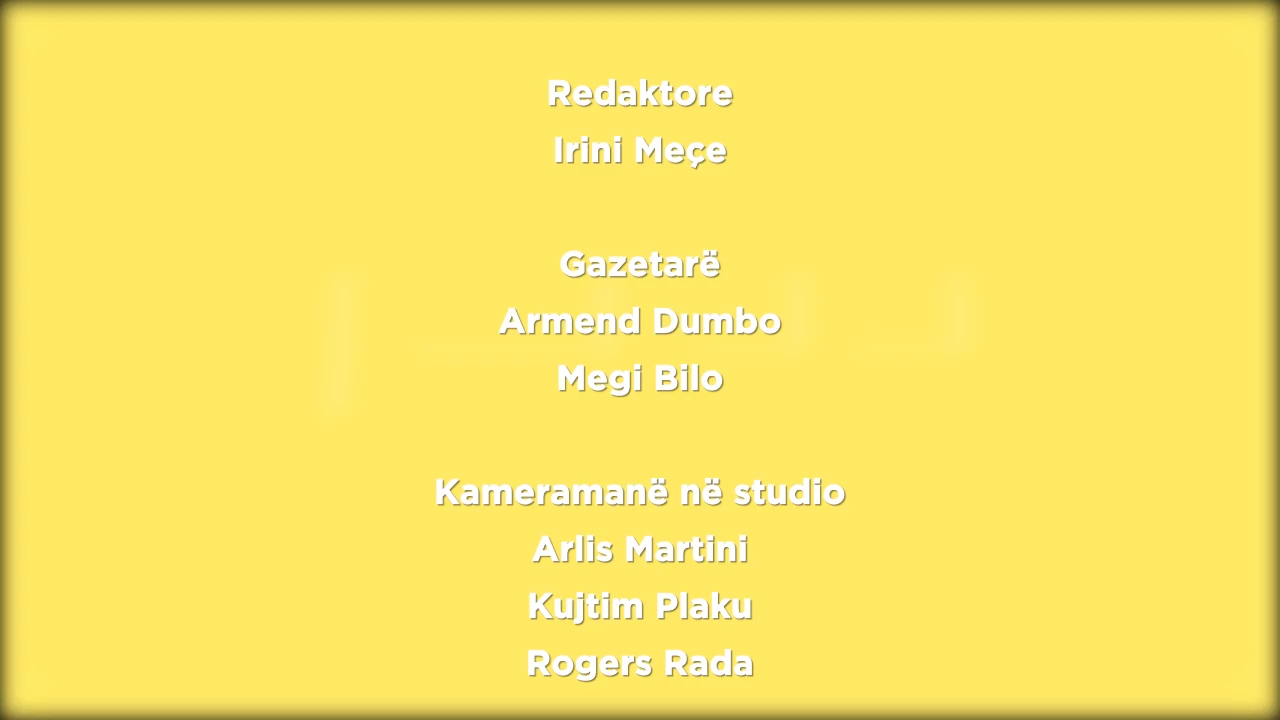 Redaktore
Irini Meçe
Gazetarë
Armend Dumbo
Megi Bilo
Kameramanë në studio
Arlis Martini
Kujtim Plaku
Rogers Rada